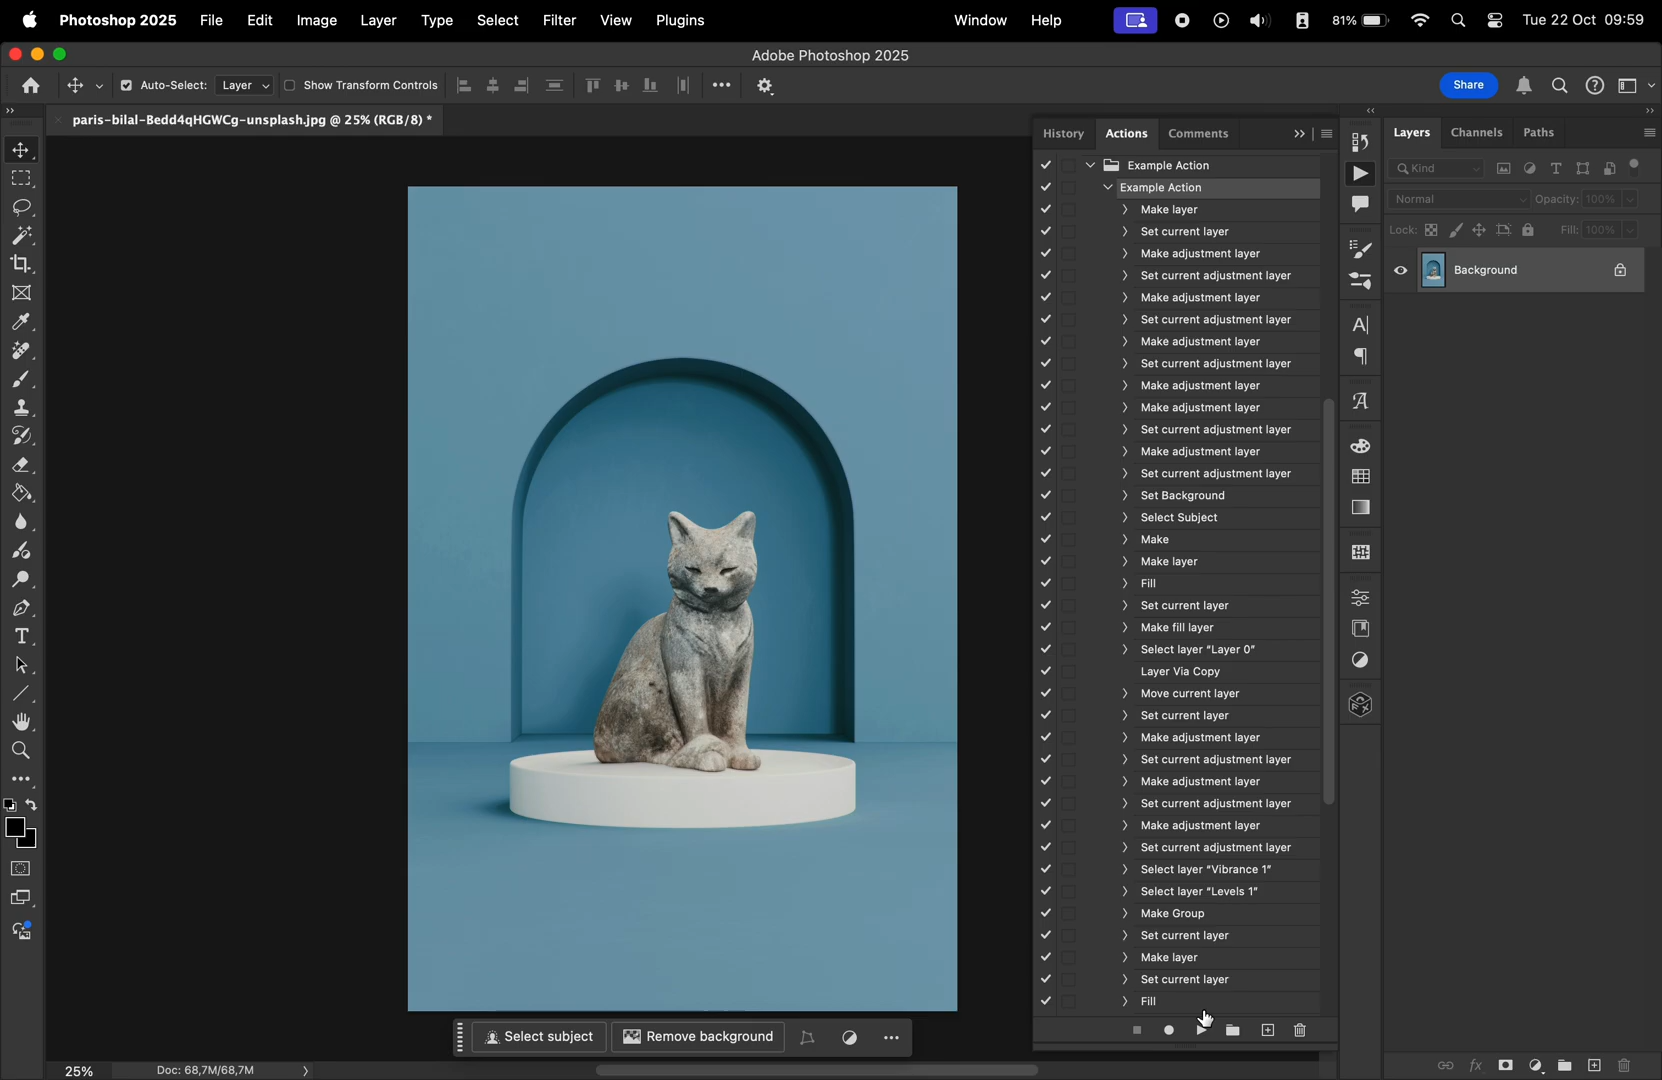 Photoshop 2025 File Edit Image Layer Type Select Filter View Plugins Window Help 81% Tue 22 Oct 09:59
Adobe Photoshop 2025
Auto-Select: Layer Show Transform Controls Share
paris-bilal-Bedd4qHGWCg-unsplash.jpg @ 25% (RGB/8) *
History Actions Comments
Layers Channels Paths
Kind
Normal Opacity: 100%
Lock: Fill: 100%
Background
Example Action
Example Action
Make layer
Set current layer
Make adjustment layer
Set current adjustment layer
Make adjustment layer
Set current adjustment layer
Make adjustment layer
Set current adjustment layer
Make adjustment layer
Make adjustment layer
Set current adjustment layer
Make adjustment layer
Set current adjustment layer
Set Background
Select Subject
Make
Make layer
Fill
Set current layer
Make fill layer
Select layer "Layer 0"
Layer Via Copy
Move current layer
Set current layer
Make adjustment layer
Set current adjustment layer
Make adjustment layer
Set current adjustment layer
Make adjustment layer
Set current adjustment layer
Select layer "Vibrance 1"
Select layer "Levels 1"
Make Group
Set current layer
Make layer
Set current layer
Fill
Select subject Remove background
25% Doc: 68,7M/68,7M